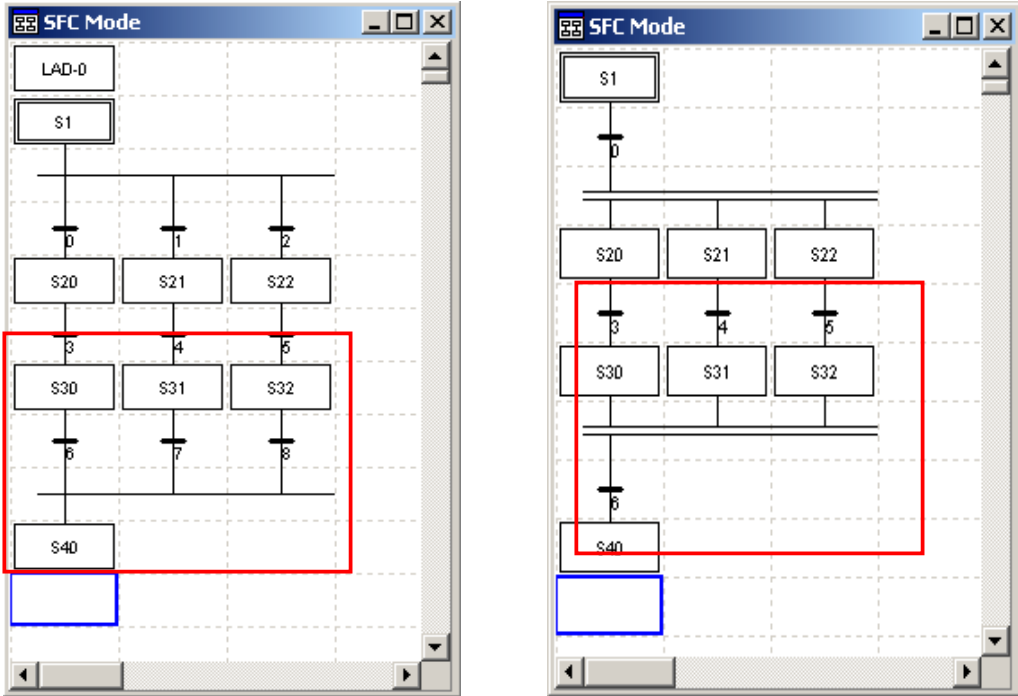 SFC Mode
LAD-0
S1
0 1 2
S20 S21 S22
3 4 5
S30 S31 S32
6 7 8
S40
SFC Mode
S1
0
S20 S21 S22
3 4 5
S30 S31 S32
6
S40